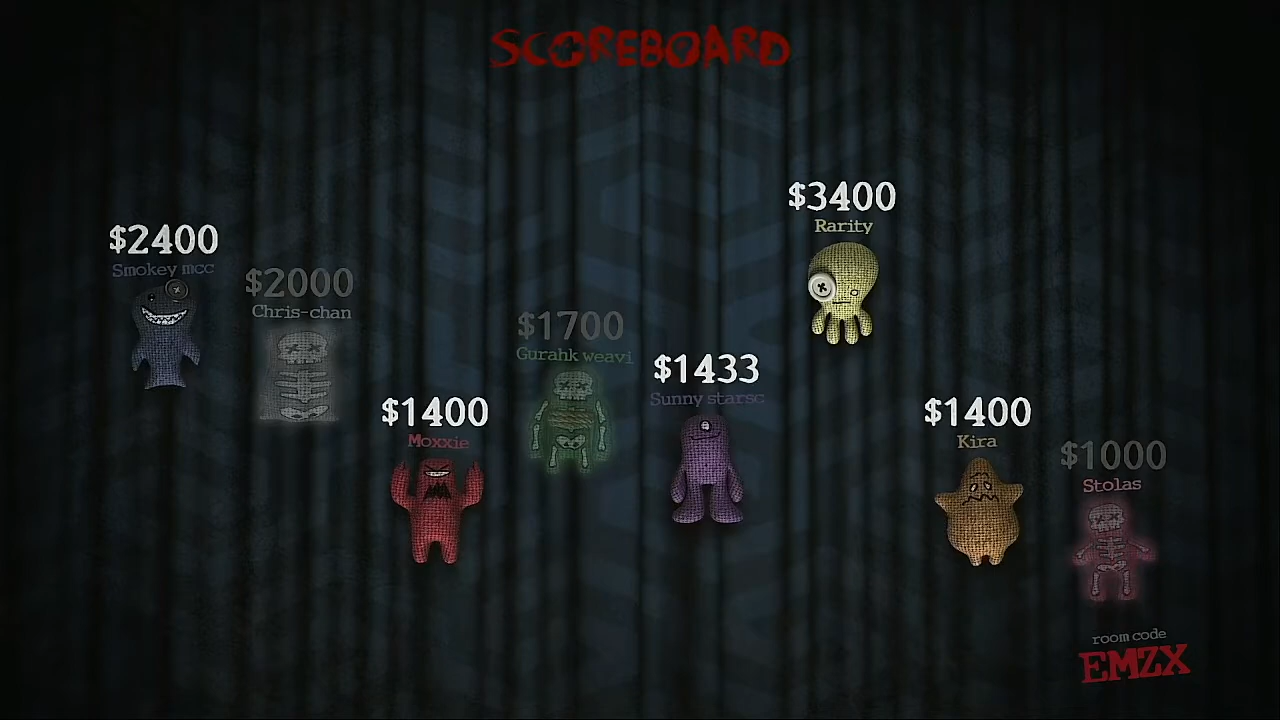 SCOREBOARD
$2400
Smokey mcc
$2000
Chris-chan
$1400
Moxxie
$1700
Gurahk weavi
$1433
Sunny starsc
$3400
Rarity
$1400
Kira
$1000
Stolas
room code
EMZX